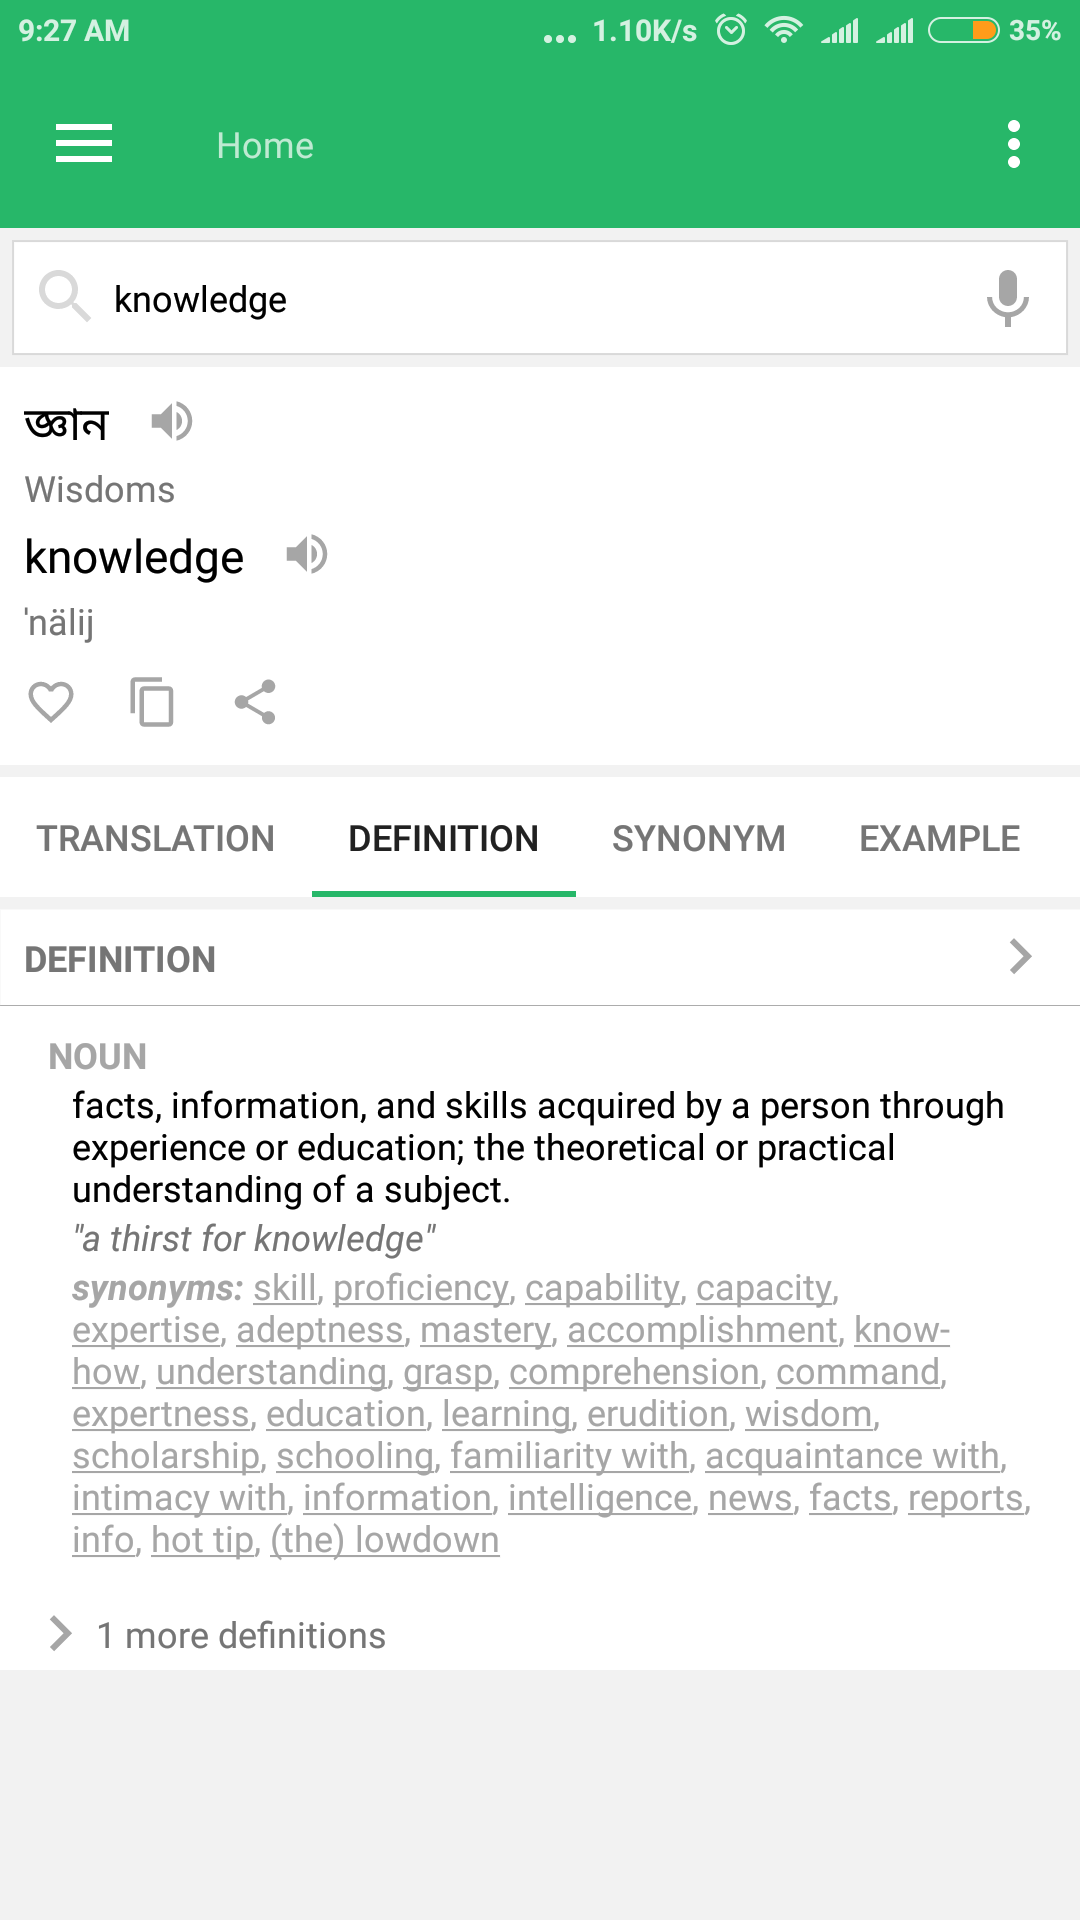 9:27 AM ... 1.10K/s 35%
Home
knowledge
জ্ঞান
Wisdoms
knowledge
'nälij
TRANSLATION DEFINITION SYNONYM EXAMPLE
DEFINITION
NOUN
facts, information, and skills acquired by a person through
experience or education; the theoretical or practical
understanding of a subject.
"a thirst for knowledge"
synonyms: skill, proficiency, capability, capacity,
expertise, adeptness, mastery, accomplishment, know-
how, understanding, grasp, comprehension, command,
expertness, education, learning, erudition, wisdom,
scholarship, schooling, familiarity with, acquaintance with,
intimacy with, information, intelligence, news, facts, reports,
info, hot tip, (the) lowdown
1 more definitions